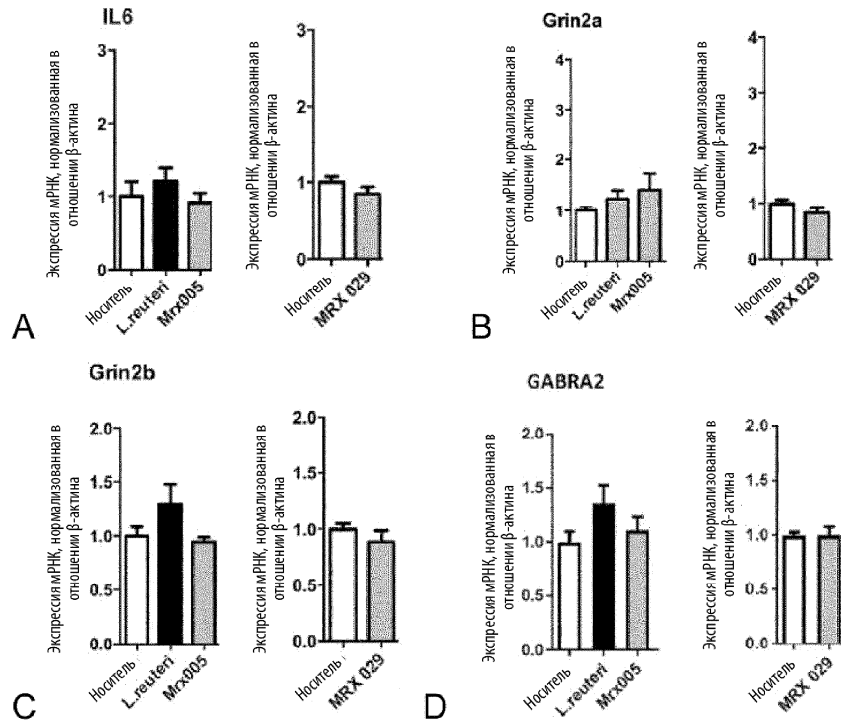 IL6
Экспрессия мРНК, нормализованная в
отношении β-актина
3
2
1
0
Носитель
L.reuteri
Mrx005
Экспрессия мРНК, нормализованная в
отношении β-актина
3
2
1
0
Носитель
MRX 029
A
Grin2a
Экспрессия мРНК, нормализованная в
отношении β-актина
4
3
2
1
0
Носитель
L.reuteri
Mrx005
Экспрессия мРНК, нормализованная в
отношении β-актина
4
3
2
1
0
Носитель
MRX 029
B
Grin2b
Экспрессия мРНК, нормализованная в
отношении β-актина
2.0
1.5
1.0
0.5
0.0
Носитель
L.reuteri
Mrx005
Экспрессия мРНК, нормализованная в
отношении β-актина
2.0
1.5
1.0
0.5
0.0
Носитель
MRX 029
C
GABRA2
Экспрессия мРНК, нормализованная в
отношении β-актина
2.0
1.5
1.0
0.5
0.0
Носитель
L.reuteri
Mrx005
Экспрессия мРНК, нормализованная в
отношении β-актина
2.0
1.5
1.0
0.5
0.0
Носитель
MRX 029
D